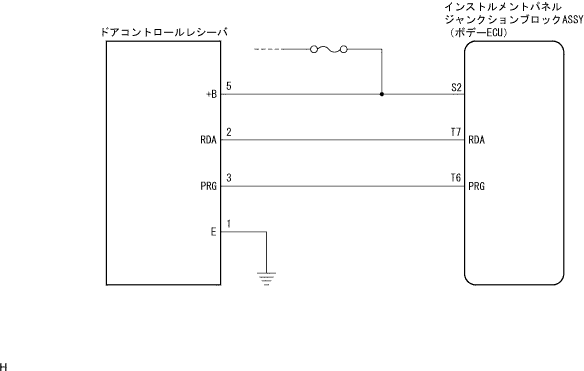 インストルメントパネル
ジャンクションブロックASSY
(ボデーECU)
ドアコントロールレシーバ
+B 5 S2
RDA 2 T7 RDA
PRG 3 T6 PRG
E 1
H